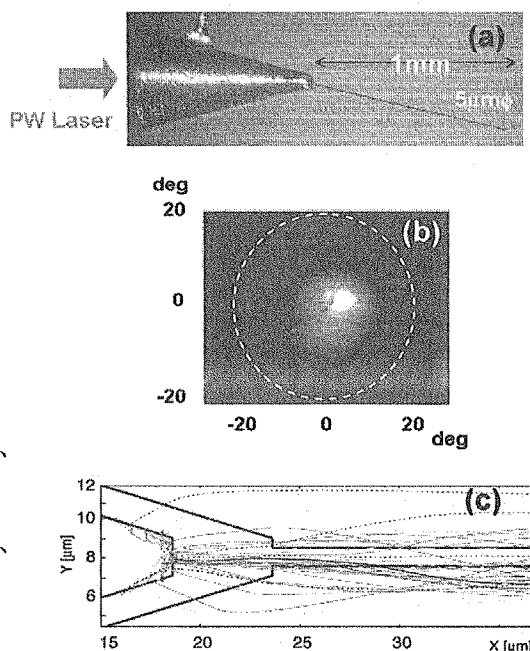 (a)
1mm
PW Laser
5μmφ
deg
20
(b)
0
-20
-20 0 20
deg
、
12
(c)
10
Y [μm]
8
、
6
15 20 25 30 X [μm]